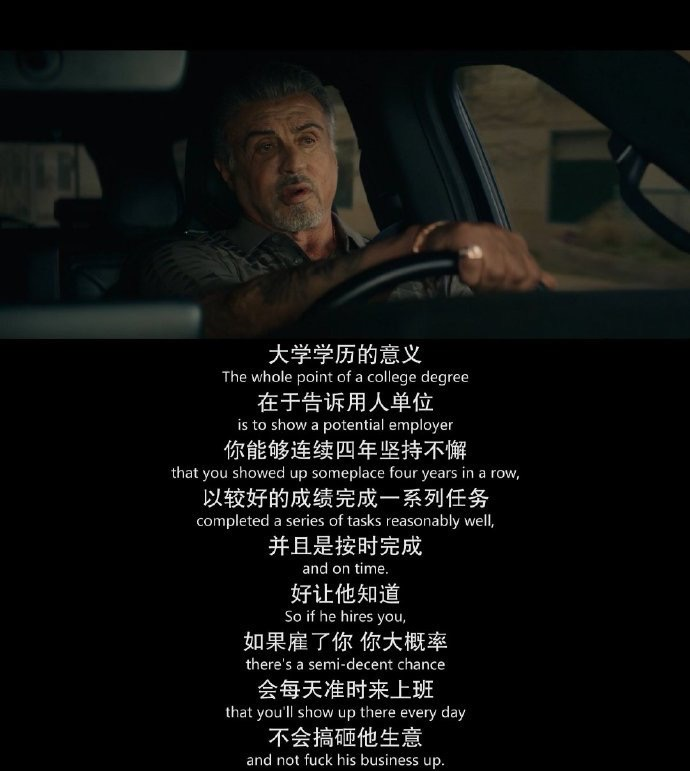 大学学历的意义
The whole point of a college degree
在于告诉用人单位
is to show a potential employer
你能够连续四年坚持不懈
that you showed up someplace four years in a row,
以较好的成绩完成一系列任务
completed a series of tasks reasonably well,
并且是按时完成
and on time.
好让他知道
So if he hires you,
如果雇了你 你大概率
there's a semi-decent chance
会每天准时来上班
that you'll show up there every day
不会搞砸他生意
and not fuck his business up.